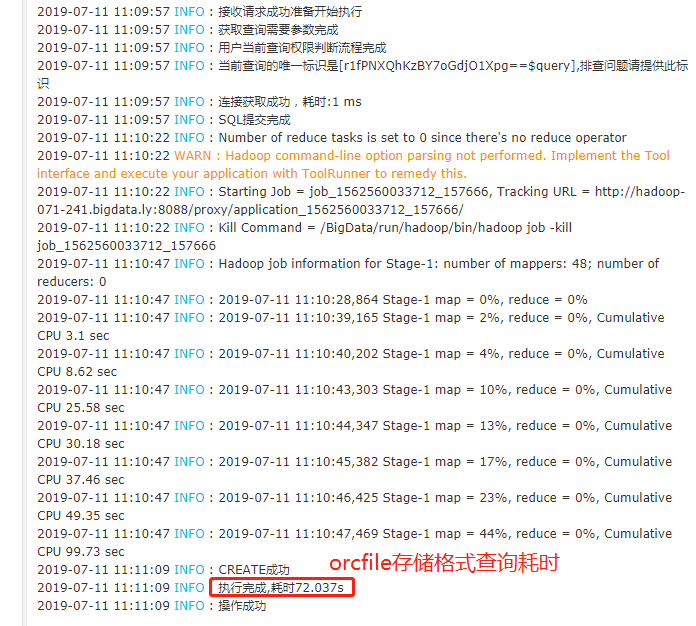 2019-07-11 11:09:57 INFO : 接收请求成功准备开始执行
2019-07-11 11:09:57 INFO : 获取查询需要参数完成
2019-07-11 11:09:57 INFO : 用户当前查询权限判断流程完成
2019-07-11 11:09:57 INFO : 当前查询的唯一标识是[r1fPNXQhKzBY7oGdjO1Xpg==$query],排查问题请提供此标
识
2019-07-11 11:09:57 INFO : 连接获取成功，耗时:1 ms
2019-07-11 11:09:57 INFO : SQL提交完成
2019-07-11 11:10:22 INFO : Number of reduce tasks is set to 0 since there's no reduce operator
2019-07-11 11:10:22 WARN : Hadoop command-line option parsing not performed. Implement the Tool
interface and execute your application with ToolRunner to remedy this.
2019-07-11 11:10:22 INFO : Starting Job = job_1562560033712_157666, Tracking URL = http://hadoop-
071-241.bigdata.ly:8088/proxy/application_1562560033712_157666/
2019-07-11 11:10:22 INFO : Kill Command = /BigData/run/hadoop/bin/hadoop job -kill
job_1562560033712_157666
2019-07-11 11:10:47 INFO : Hadoop job information for Stage-1: number of mappers: 48; number of
reducers: 0
2019-07-11 11:10:47 INFO : 2019-07-11 11:10:28,864 Stage-1 map = 0%, reduce = 0%
2019-07-11 11:10:47 INFO : 2019-07-11 11:10:39,165 Stage-1 map = 2%, reduce = 0%, Cumulative
CPU 3.1 sec
2019-07-11 11:10:47 INFO : 2019-07-11 11:10:40,202 Stage-1 map = 4%, reduce = 0%, Cumulative
CPU 8.62 sec
2019-07-11 11:10:47 INFO : 2019-07-11 11:10:43,303 Stage-1 map = 10%, reduce = 0%, Cumulative
CPU 25.58 sec
2019-07-11 11:10:47 INFO : 2019-07-11 11:10:44,347 Stage-1 map = 13%, reduce = 0%, Cumulative
CPU 30.18 sec
2019-07-11 11:10:47 INFO : 2019-07-11 11:10:45,382 Stage-1 map = 17%, reduce = 0%, Cumulative
CPU 37.46 sec
2019-07-11 11:10:47 INFO : 2019-07-11 11:10:46,425 Stage-1 map = 23%, reduce = 0%, Cumulative
CPU 49.35 sec
2019-07-11 11:10:47 INFO : 2019-07-11 11:10:47,469 Stage-1 map = 44%, reduce = 0%, Cumulative
CPU 99.73 sec
2019-07-11 11:11:09 INFO : CREATE成功
orcfile存储格式查询耗时
2019-07-11 11:11:09 INFO : 执行完成,耗时72.037s
2019-07-11 11:11:09 INFO : 操作成功